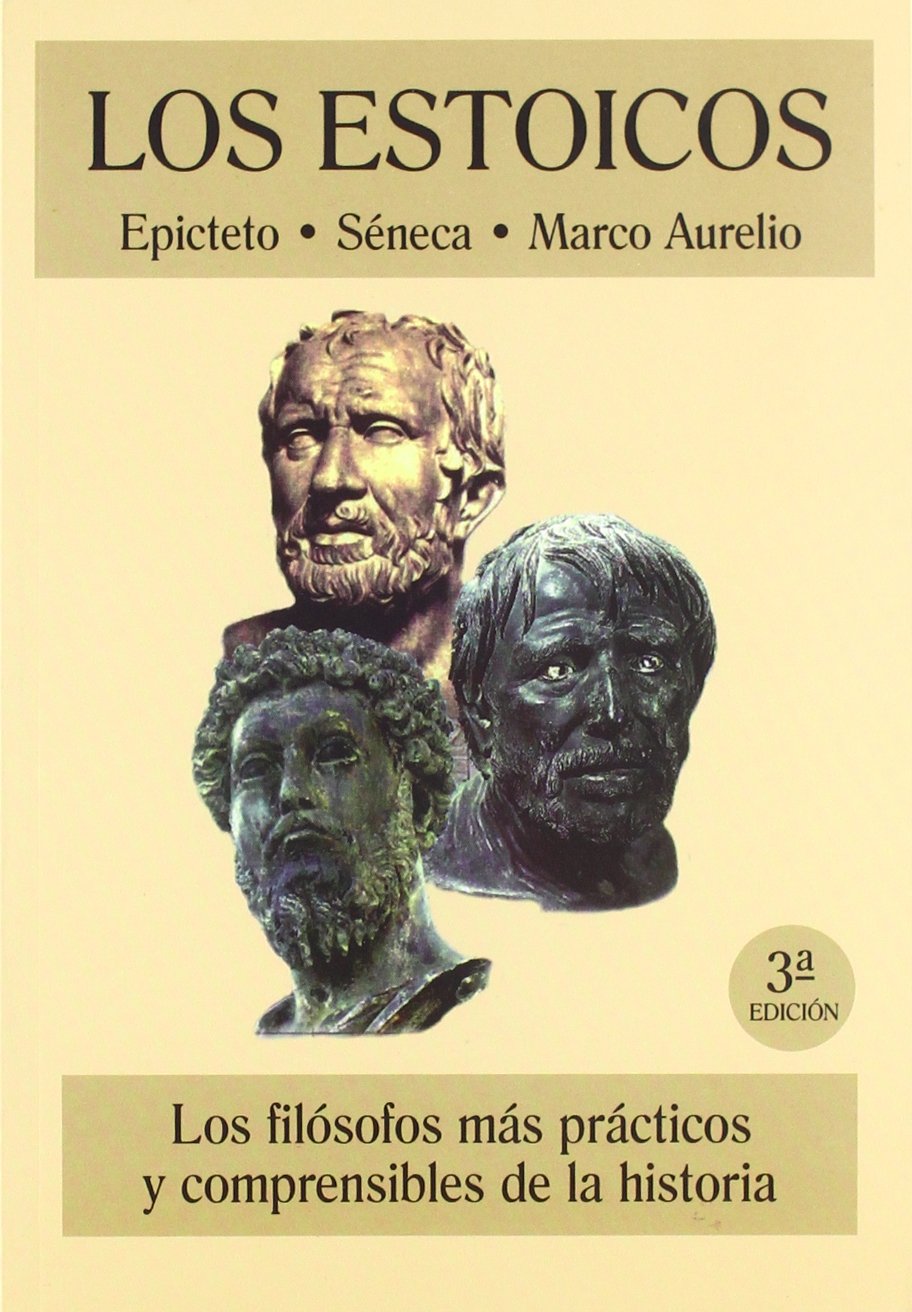 LOS ESTOICOS
Epicteto • Séneca • Marco Aurelio
3ª
EDICIÓN
Los filósofos más prácticos
y comprensibles de la historia